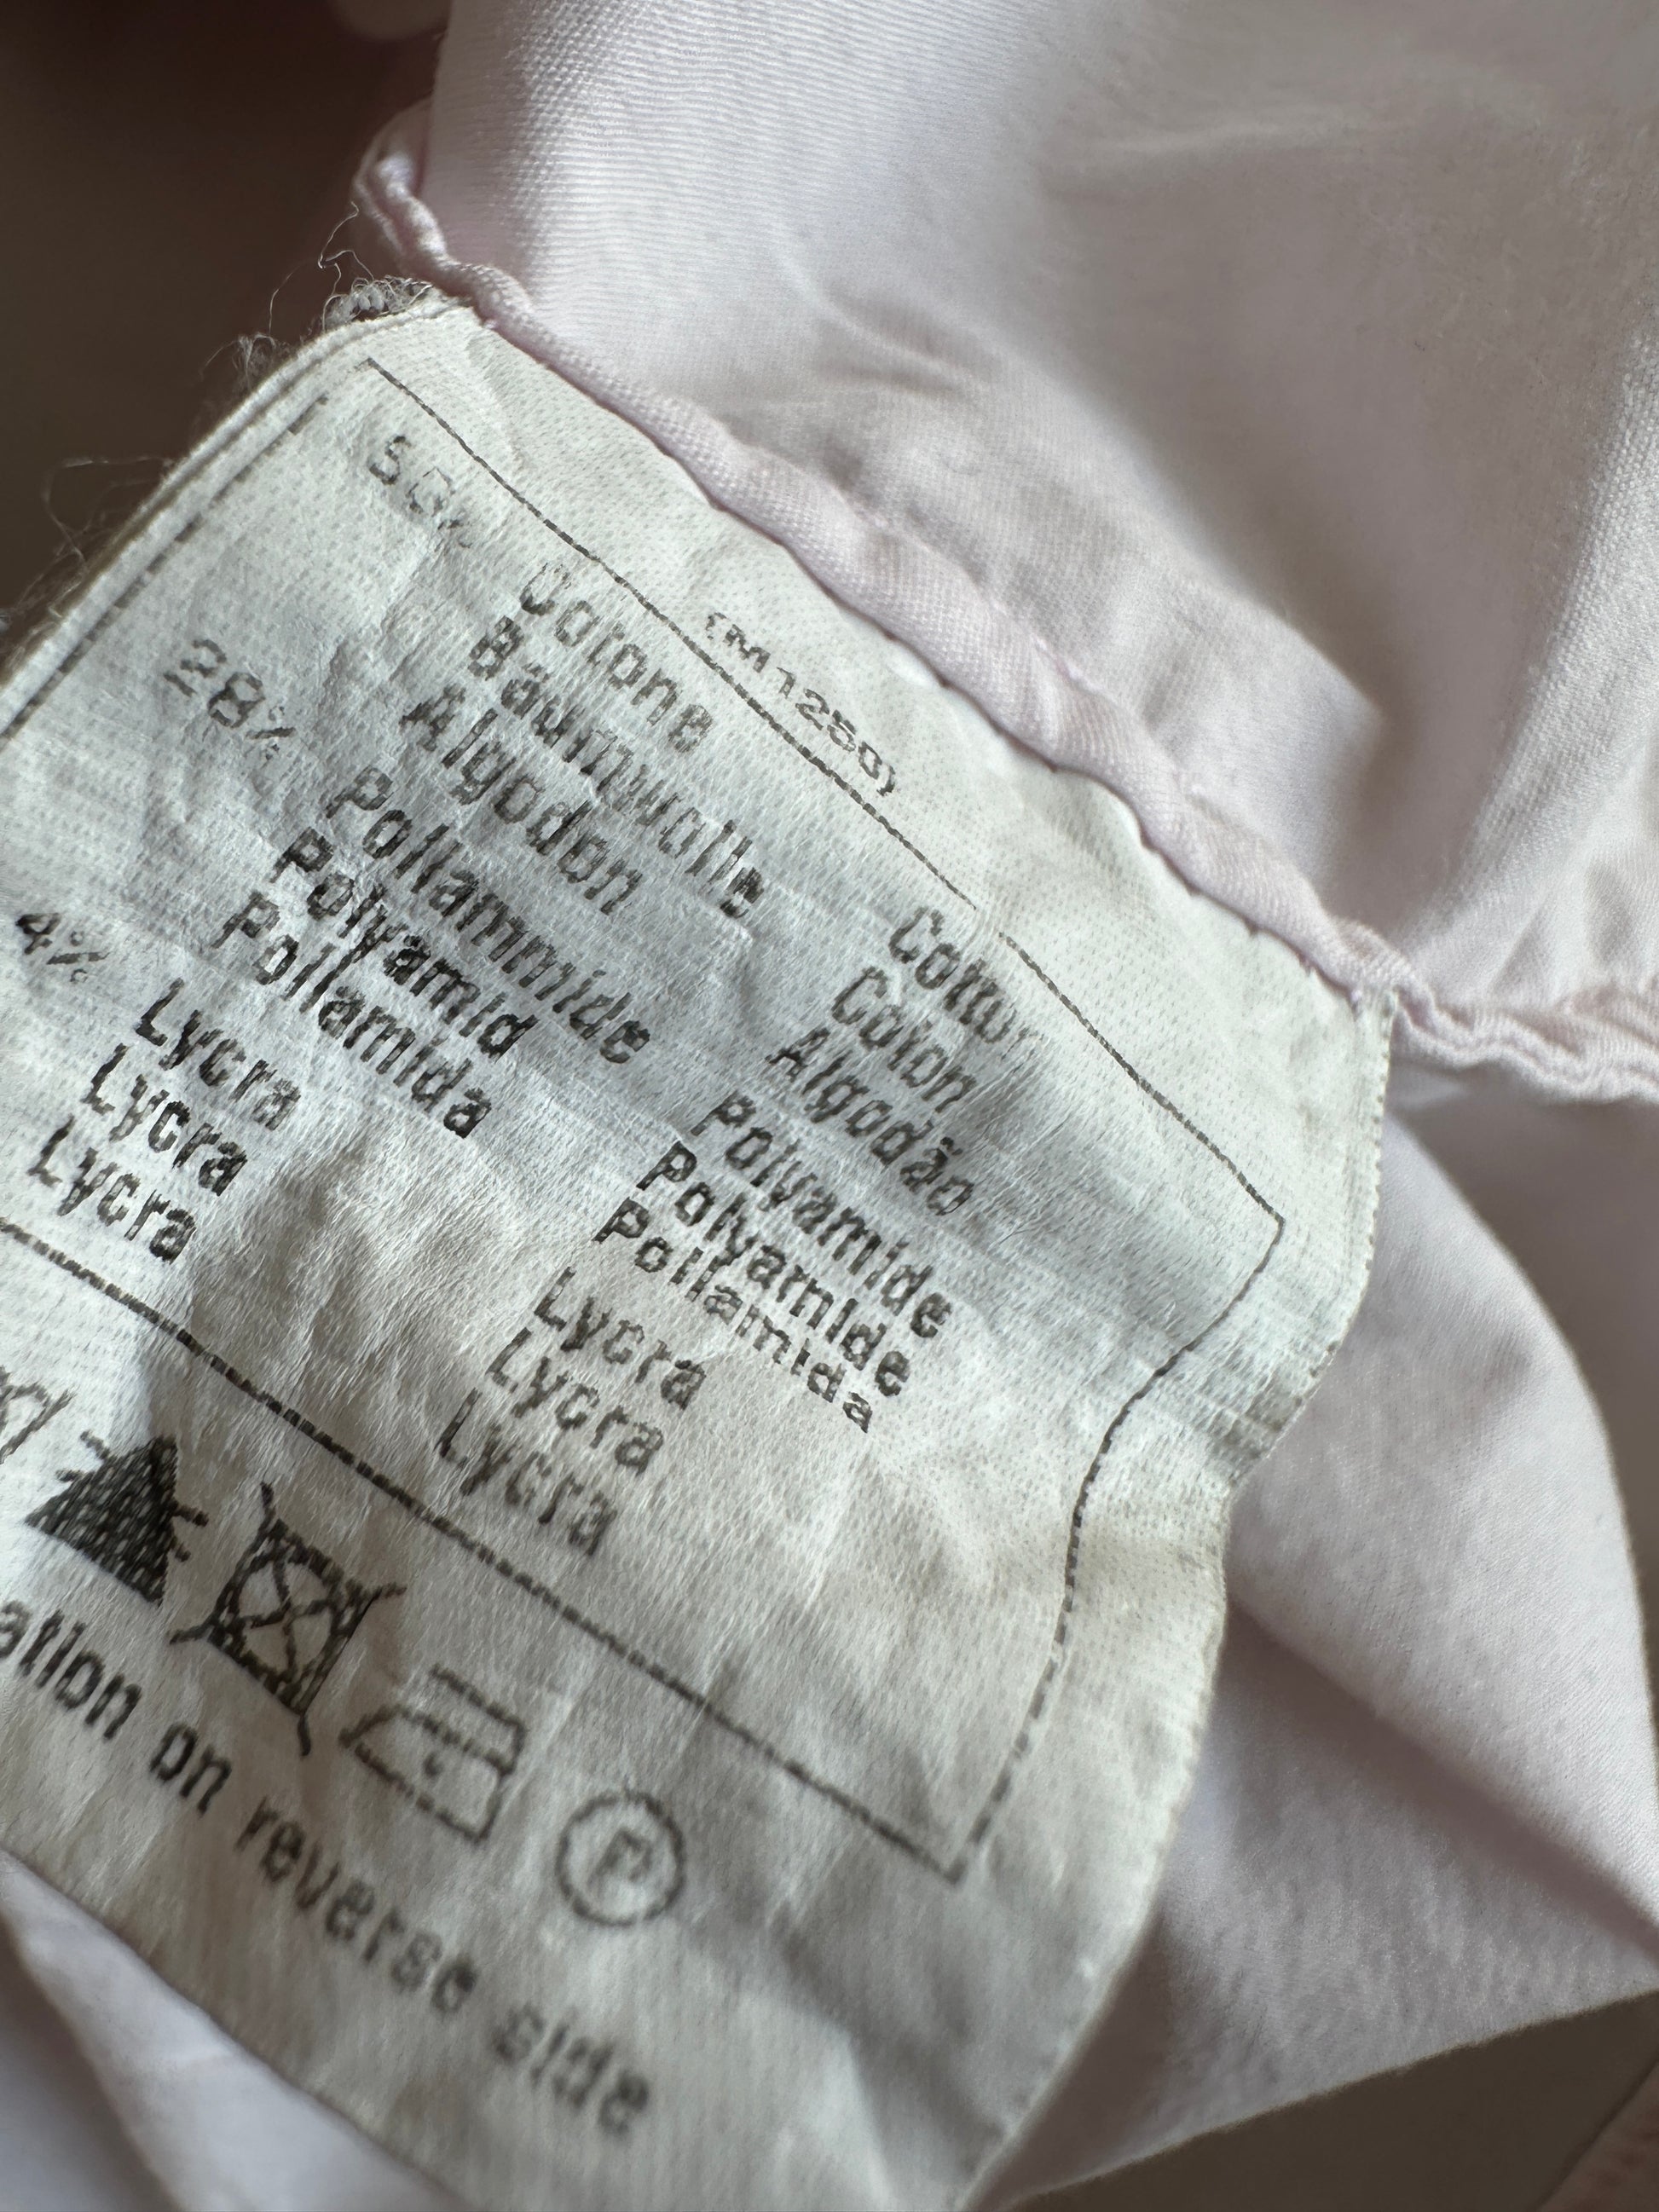 (M1250)
Cotone Cotton
Baumwolle Coton
Algodon Algodão
28% Poliammide Polyamide
Polyamid Polyamide
Poliamida Poliamida
4% Lycra Lycra
Lycra Lycra
Lycra Lycra
P
ation on reverse side